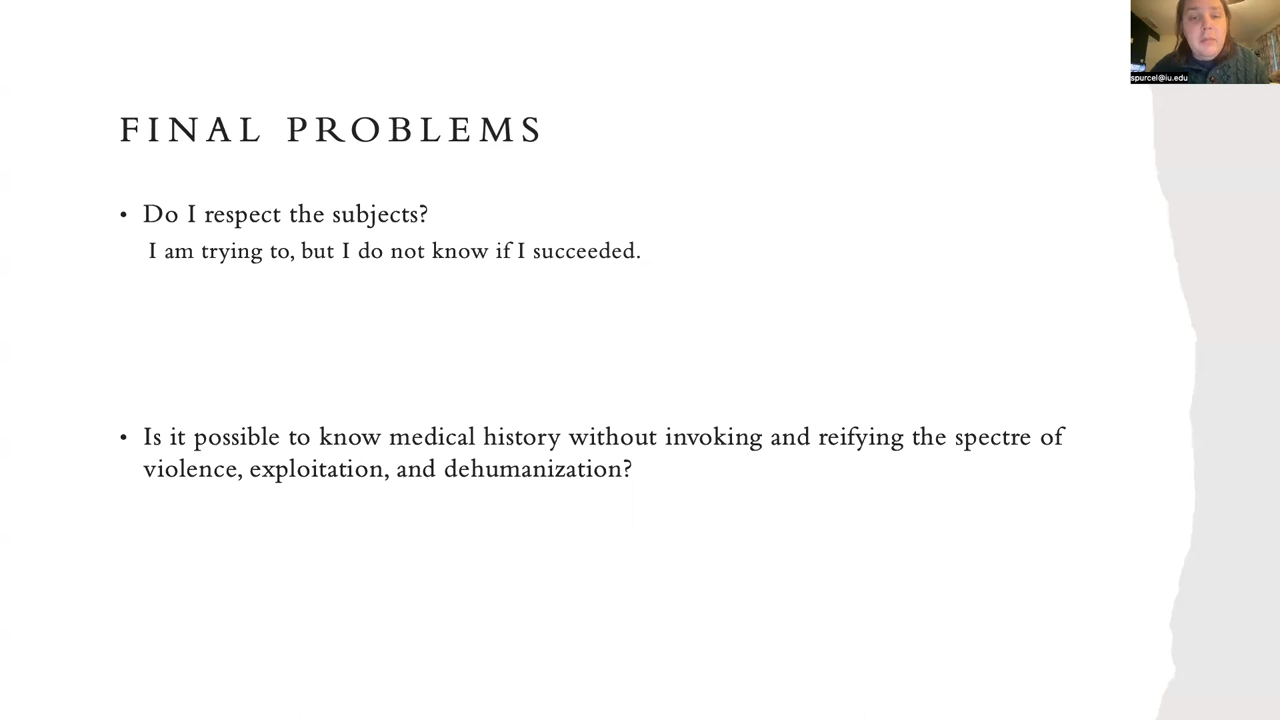 spurcel@iu.edu
FINAL PROBLEMS
• Do I respect the subjects?
I am trying to, but I do not know if I succeeded.
• Is it possible to know medical history without invoking and reifying the spectre of
violence, exploitation, and dehumanization?